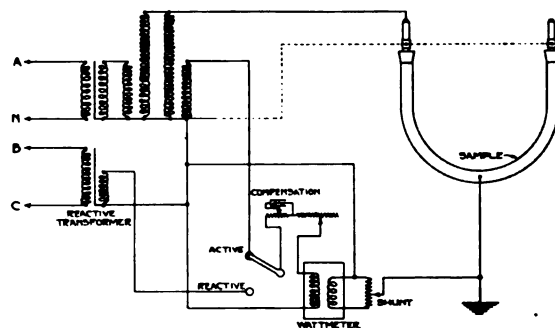 A
N
B
C
REACTIVE
TRANSFORMER
COMPENSATION
SAMPLE
ACTIVE
REACTIVE
SHUNT
WATTMETER